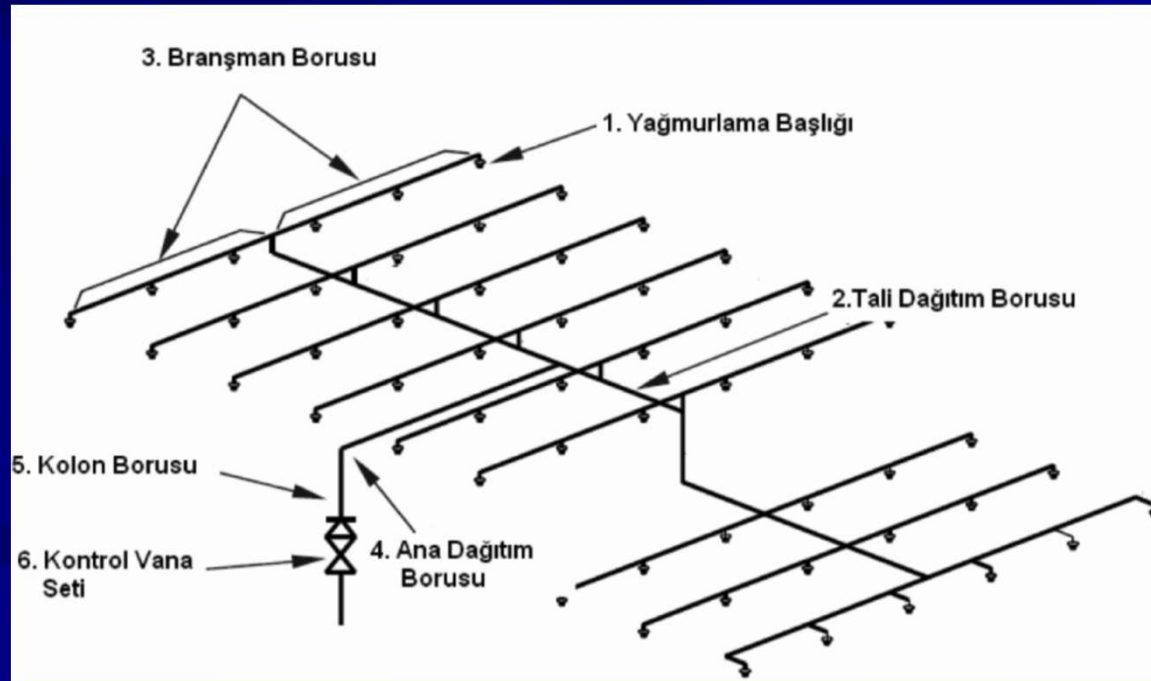 3. Branşman Borusu
1. Yağmurlama Başlığı
2.Tali Dağıtım Borusu
5. Kolon Borusu
4. Ana Dağıtım
Borusu
6. Kontrol Vana
Seti